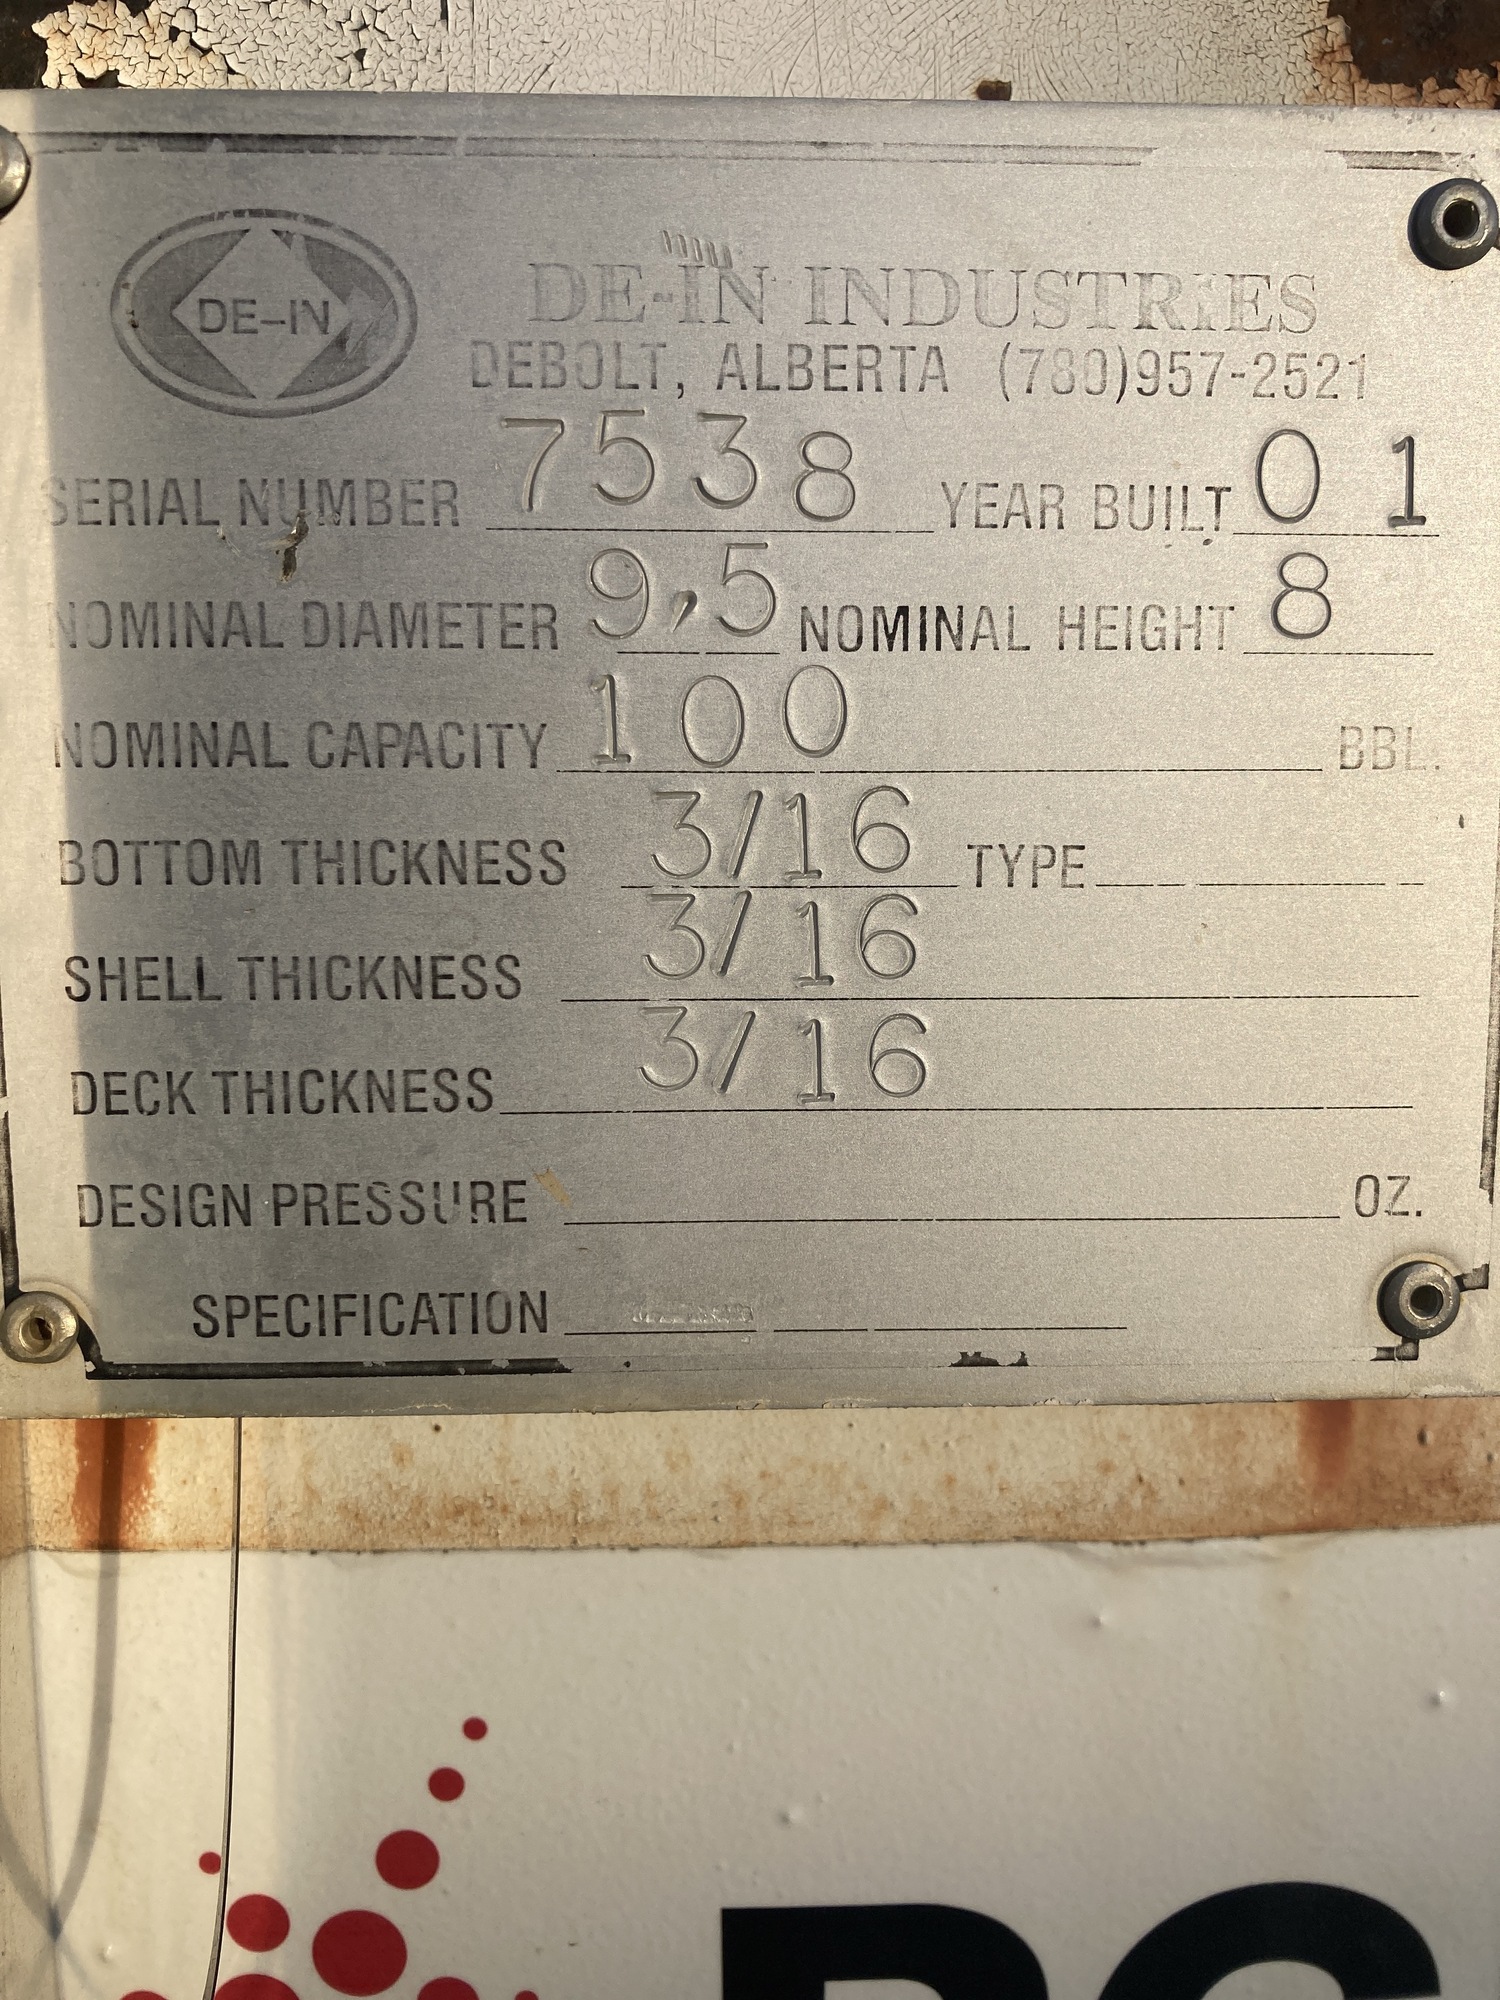 DE-IN
DE-IN INDUSTRIES
DEBOLT, ALBERTA (780)957-2521
SERIAL NUMBER 7538 YEAR BUILT 01
NOMINAL DIAMETER 9,5 NOMINAL HEIGHT 8
NOMINAL CAPACITY 100 BBL.
BOTTOM THICKNESS 3/16 TYPE
SHELL THICKNESS 3/16
DECK THICKNESS 3/16
DESIGN PRESSURE OZ.
SPECIFICATION